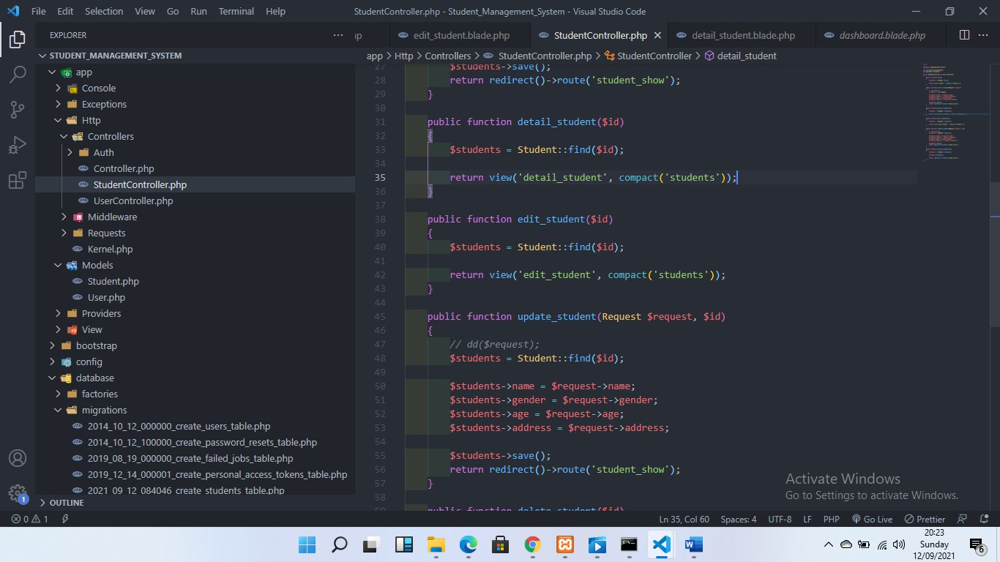 File Edit Selection View Go Run Terminal Help StudentController.php - Student_Management_System - Visual Studio Code
EXPLORER
edit_student.blade.php StudentController.php detail_student.blade.php dashboard.blade.php
STUDENT_MANAGEMENT_SYSTEM
app > Http > Controllers > StudentController.php > StudentController > detail_student
app
Console
Exceptions
Http
Controllers
Auth
Controller.php
StudentController.php
UserController.php
Middleware
Requests
Kernel.php
Models
Student.php
User.php
Providers
View
bootstrap
config
database
factories
migrations
2014_10_12_000000_create_users_table.php
2014_10_12_100000_create_password_resets_table.php
2019_08_19_000000_create_failed_jobs_table.php
2019_12_14_000001_create_personal_access_tokens_table.php
2021_09_12_084046_create_students_table.php
OUTLINE
27 $students->save();
28 return redirect()->route('student_show');
29 }
30
31 public function detail_student($id)
32 {
33 $students = Student::find($id);
34
35 return view('detail_student', compact('students'));
36 }
37
38 public function edit_student($id)
39 {
40 $students = Student::find($id);
41
42 return view('edit_student', compact('students'));
43 }
44
45 public function update_student(Request $request, $id)
46 {
47 // dd($request);
48 $students = Student::find($id);
49
50 $students->name = $request->name;
51 $students->gender = $request->gender;
52 $students->age = $request->age;
53 $students->address = $request->address;
54
55 $students->save();
56 return redirect()->route('student_show');
57 }
58
59 public function delete_student($id)
Activate Windows
Go to Settings to activate Windows.
1
0 1 Ln 35, Col 60 Spaces: 4 UTF-8 LF PHP Go Live Prettier
20:23
Sunday
12/09/2021
6